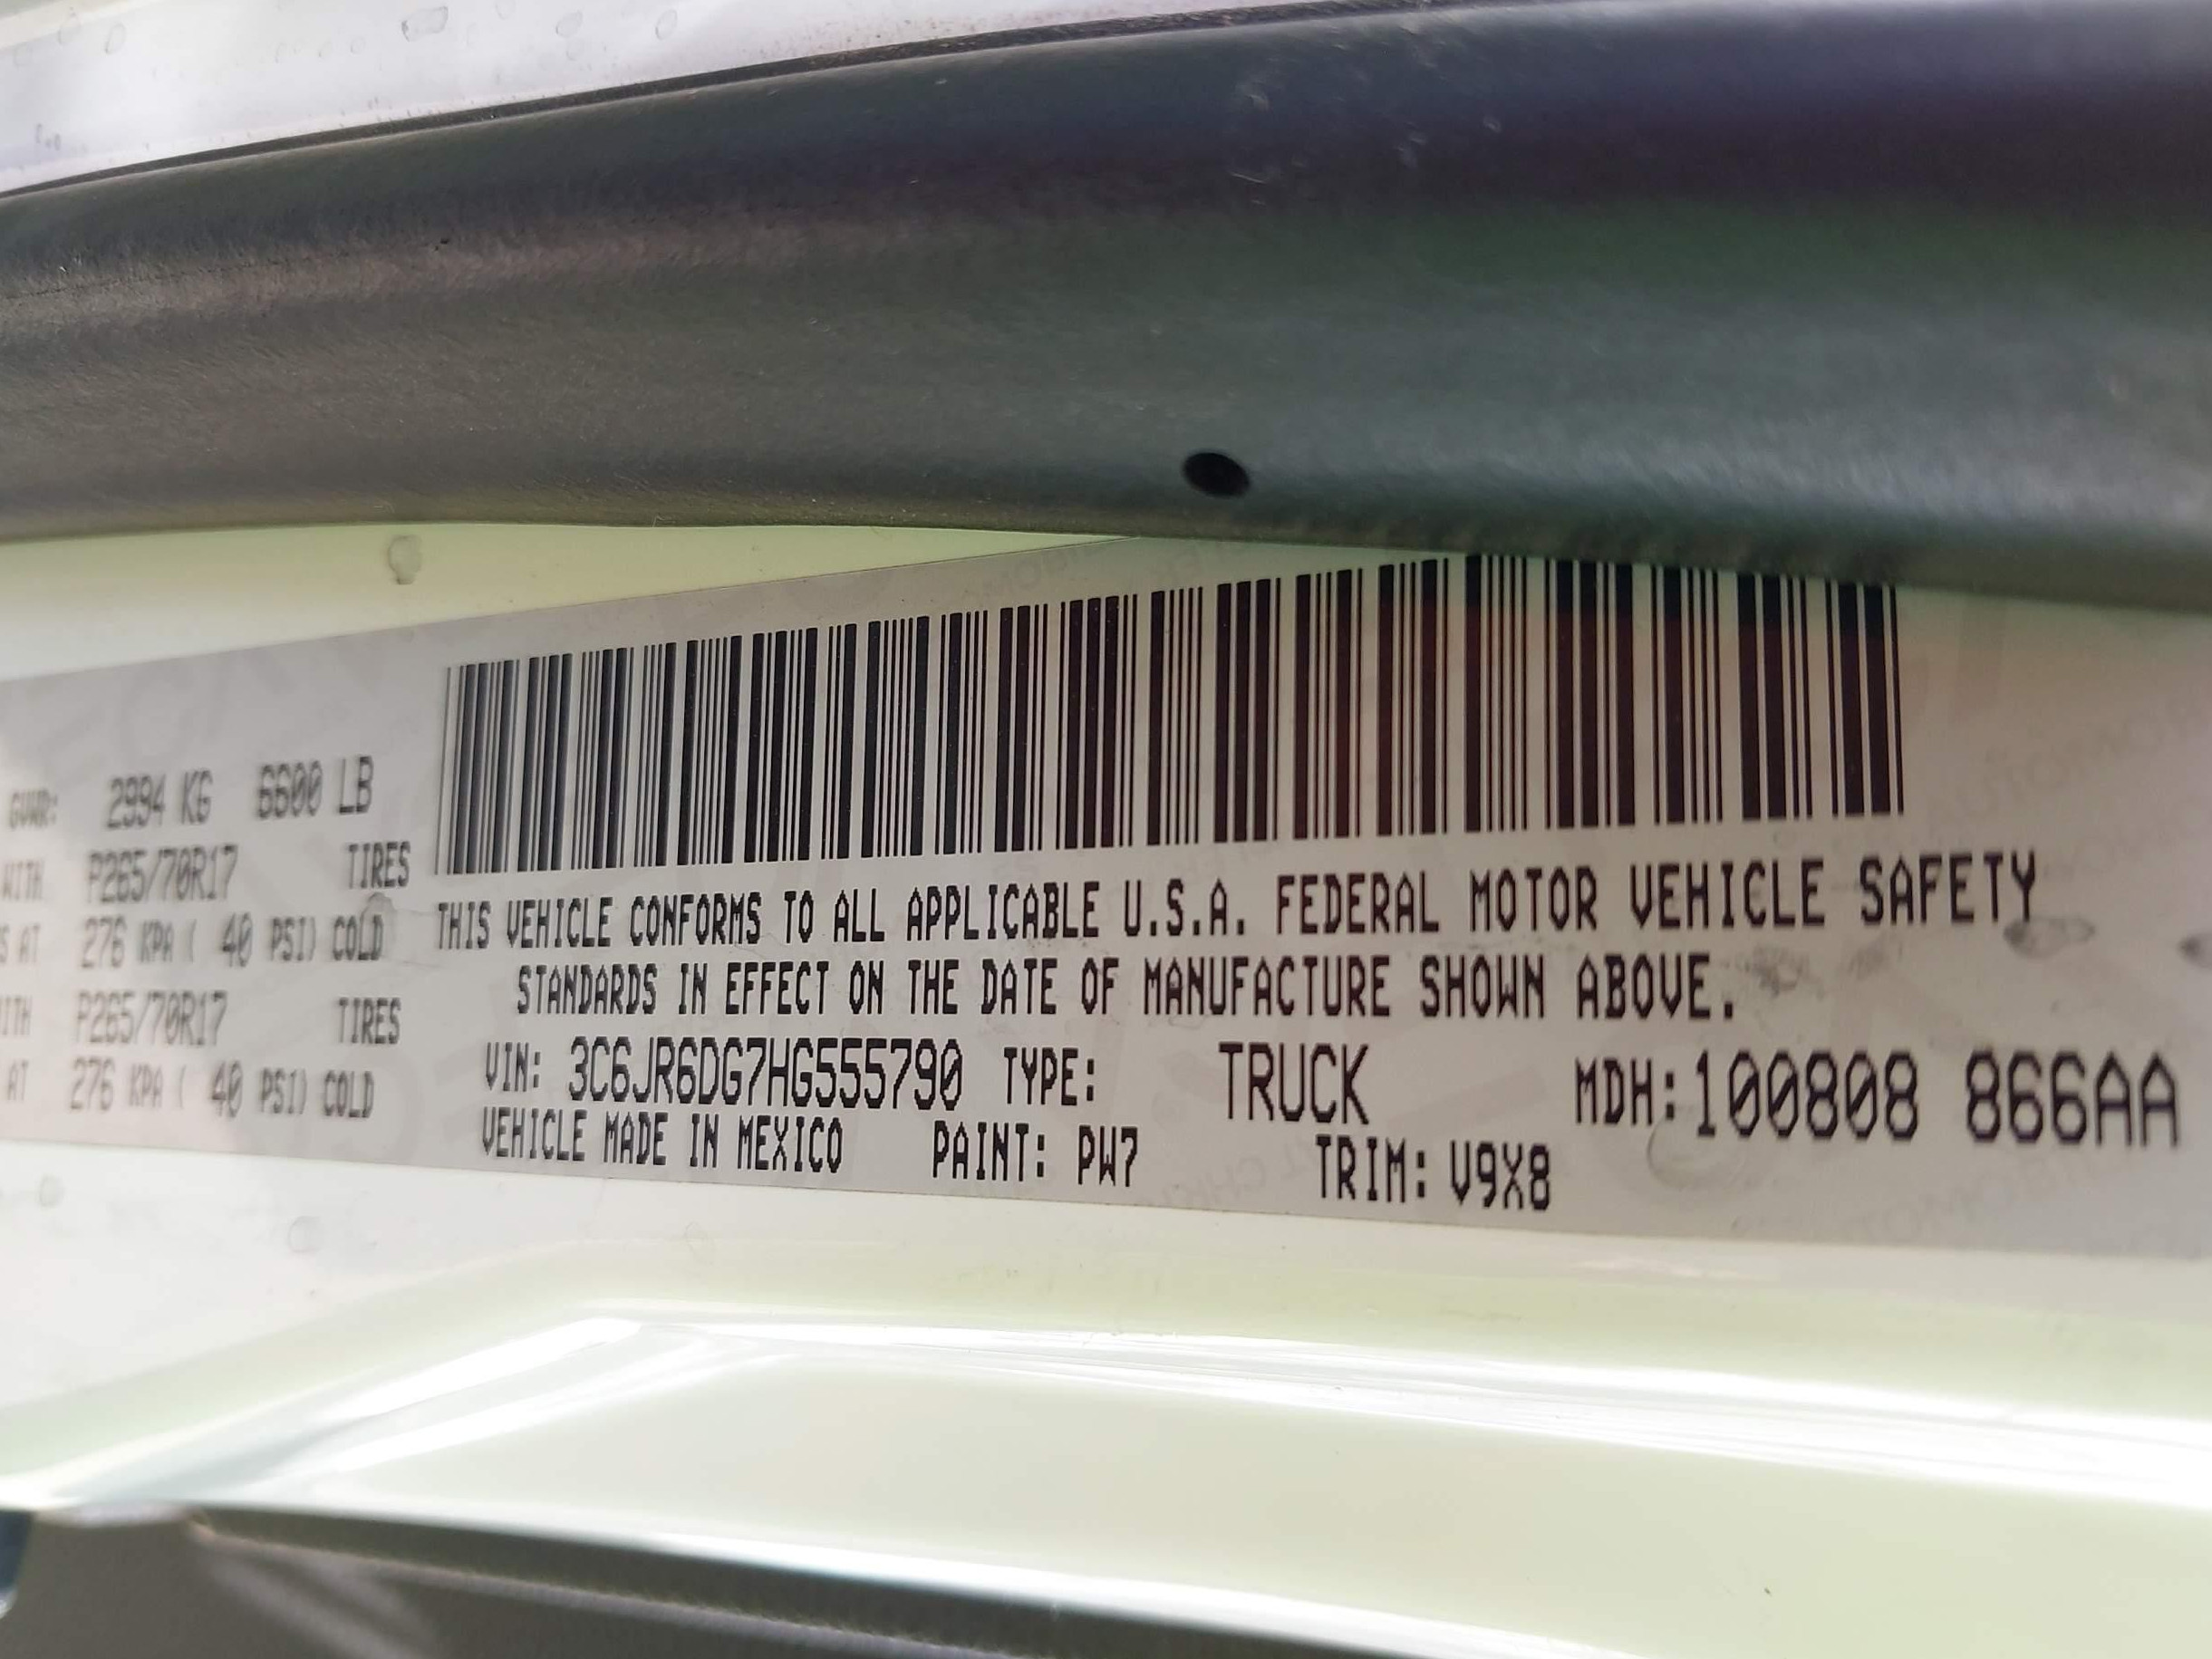 GVWR: 2994 KG 6600 LB
WITH P265/70R17 TIRES
S AT 276 KPA ( 40 PSI) COLD
ITH P265/70R17 TIRES
AT 276 KPA ( 40 PSI) COLD
THIS VEHICLE CONFORMS TO ALL APPLICABLE U.S.A. FEDERAL MOTOR VEHICLE SAFETY
STANDARDS IN EFFECT ON THE DATE OF MANUFACTURE SHOWN ABOVE.
VIN: 3C6JR6DG7HG555790 TYPE: TRUCK MDH:100808 866AA
VEHICLE MADE IN MEXICO PAINT: PW7 TRIM: V9X8